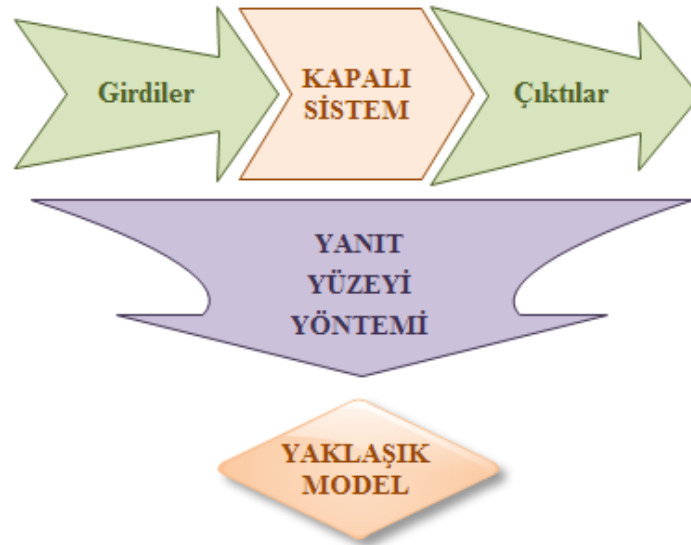 Girdiler
KAPALI
SİSTEM
Çıktılar
YANIT
YÜZEYİ
YÖNTEMİ
YAKLAŞIK
MODEL